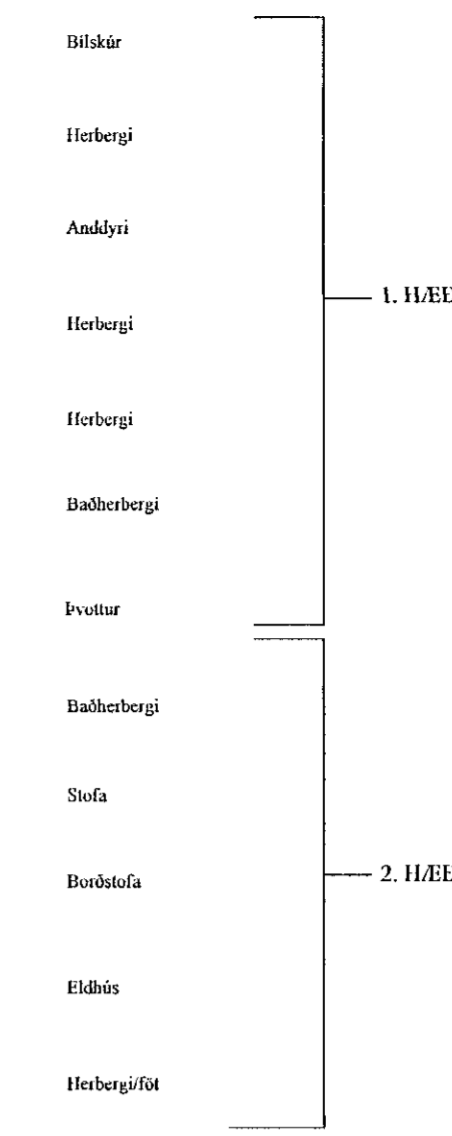 Bílskúr
Herbergi
Anddyri
Herbergi
Herbergi
Baðherbergi
Þvottur
1. HÆÐ
Baðherbergi
Stofa
Borðstofa
Eldhús
Herbergi/föt
2. HÆÐ